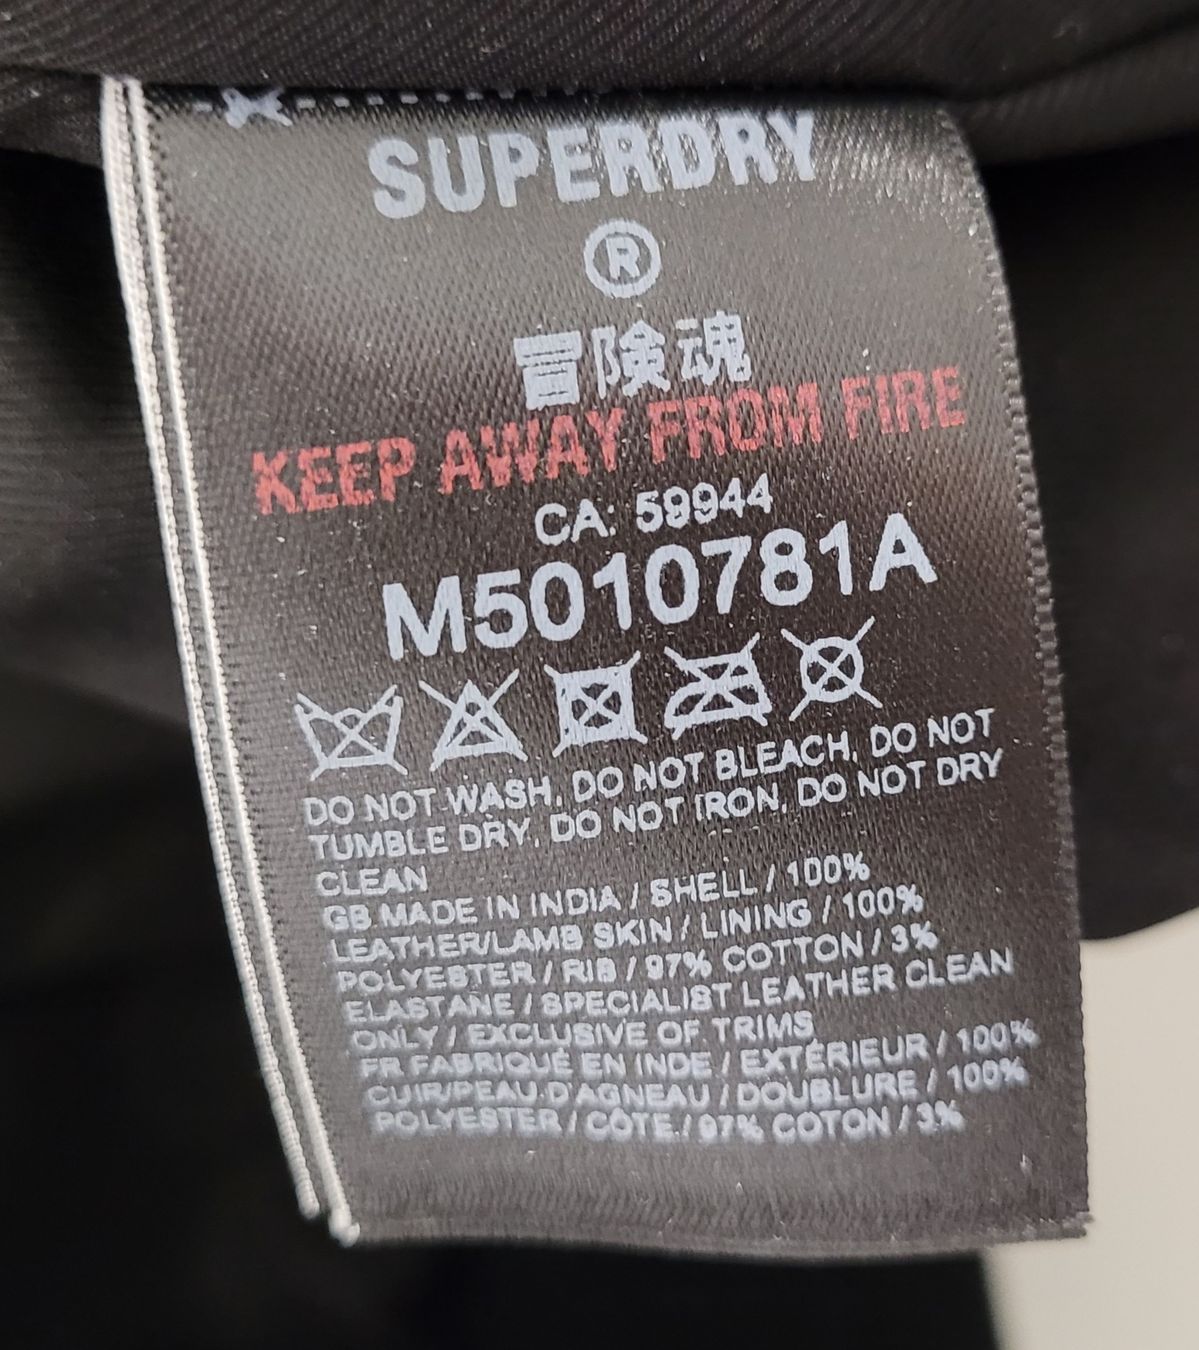 SUPERDRY
®
冒険魂
KEEP AWAY FROM FIRE
CA: 59944
M5010781A
DO NOT WASH, DO NOT BLEACH, DO NOT
TUMBLE DRY, DO NOT IRON, DO NOT DRY
CLEAN
GB MADE IN INDIA / SHELL / 100%
LEATHER/LAMB SKIN / LINING / 100%
POLYESTER / RIB / 97% COTTON / 3%
ELASTANE / SPECIALIST LEATHER CLEAN
ONLY / EXCLUSIVE OF TRIMS
FR FABRIQUÉ EN INDE / EXTÉRIEUR / 100%
CUIR/PEAU D'AGNEAU / DOUBLURE / 100%
POLYESTER / CÔTE / 97% COTON / 3%